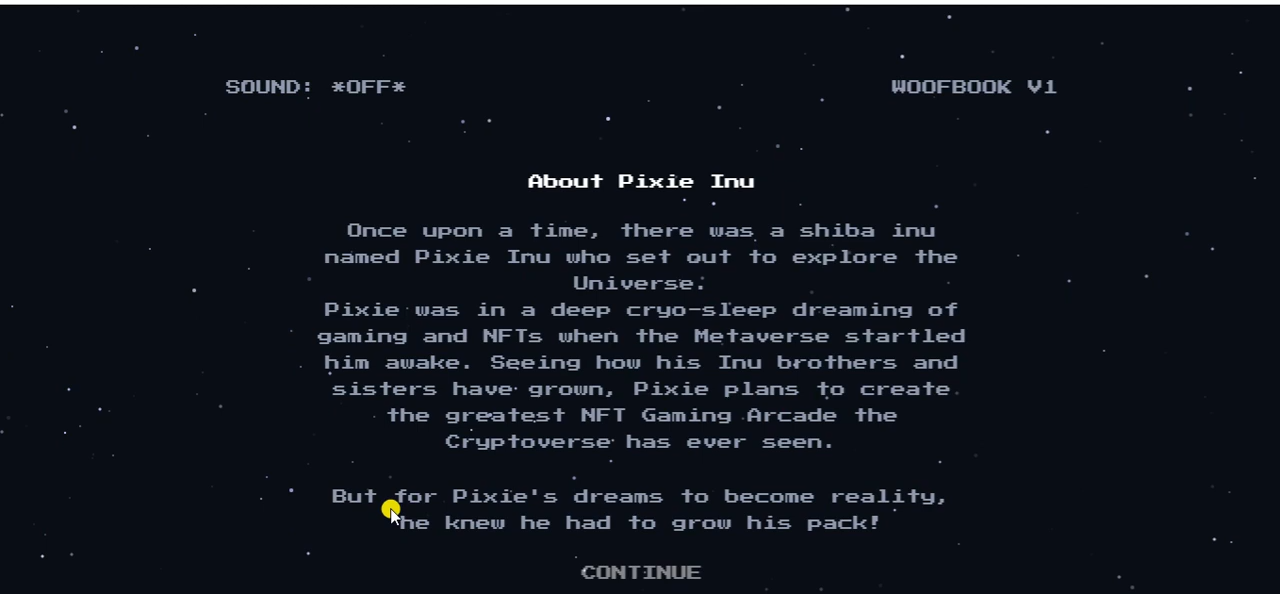 SOUND: *OFF*
WOOFBOOK V1
About Pixie Inu
Once upon a time, there was a shiba inu
named Pixie Inu who set out to explore the
Universe.
Pixie was in a deep cryo-sleep dreaming of
gaming and NFTs when the Metaverse startled
him awake. Seeing how his Inu brothers and
sisters have grown, Pixie plans to create
the greatest NFT Gaming Arcade the
Cryptoverse has ever seen.
But for Pixie's dreams to become reality,
he knew he had to grow his pack!
CONTINUE